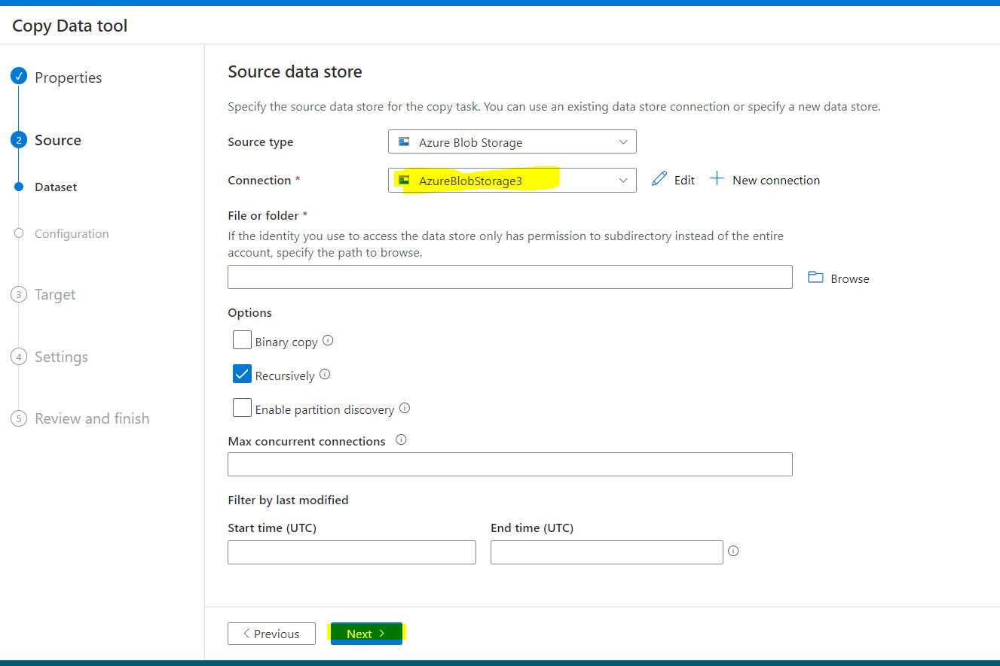 Copy Data tool
Properties
2 Source
Dataset
Configuration
3 Target
4 Settings
5 Review and finish
Source data store
Specify the source data store for the copy task. You can use an existing data store connection or specify a new data store.
Source type Azure Blob Storage
Connection * AzureBlobStorage3 Edit New connection
File or folder *
If the identity you use to access the data store only has permission to subdirectory instead of the entire
account, specify the path to browse.
Browse
Options
Binary copy
Recursively
Enable partition discovery
Max concurrent connections
Filter by last modified
Start time (UTC) End time (UTC)
< Previous Next >